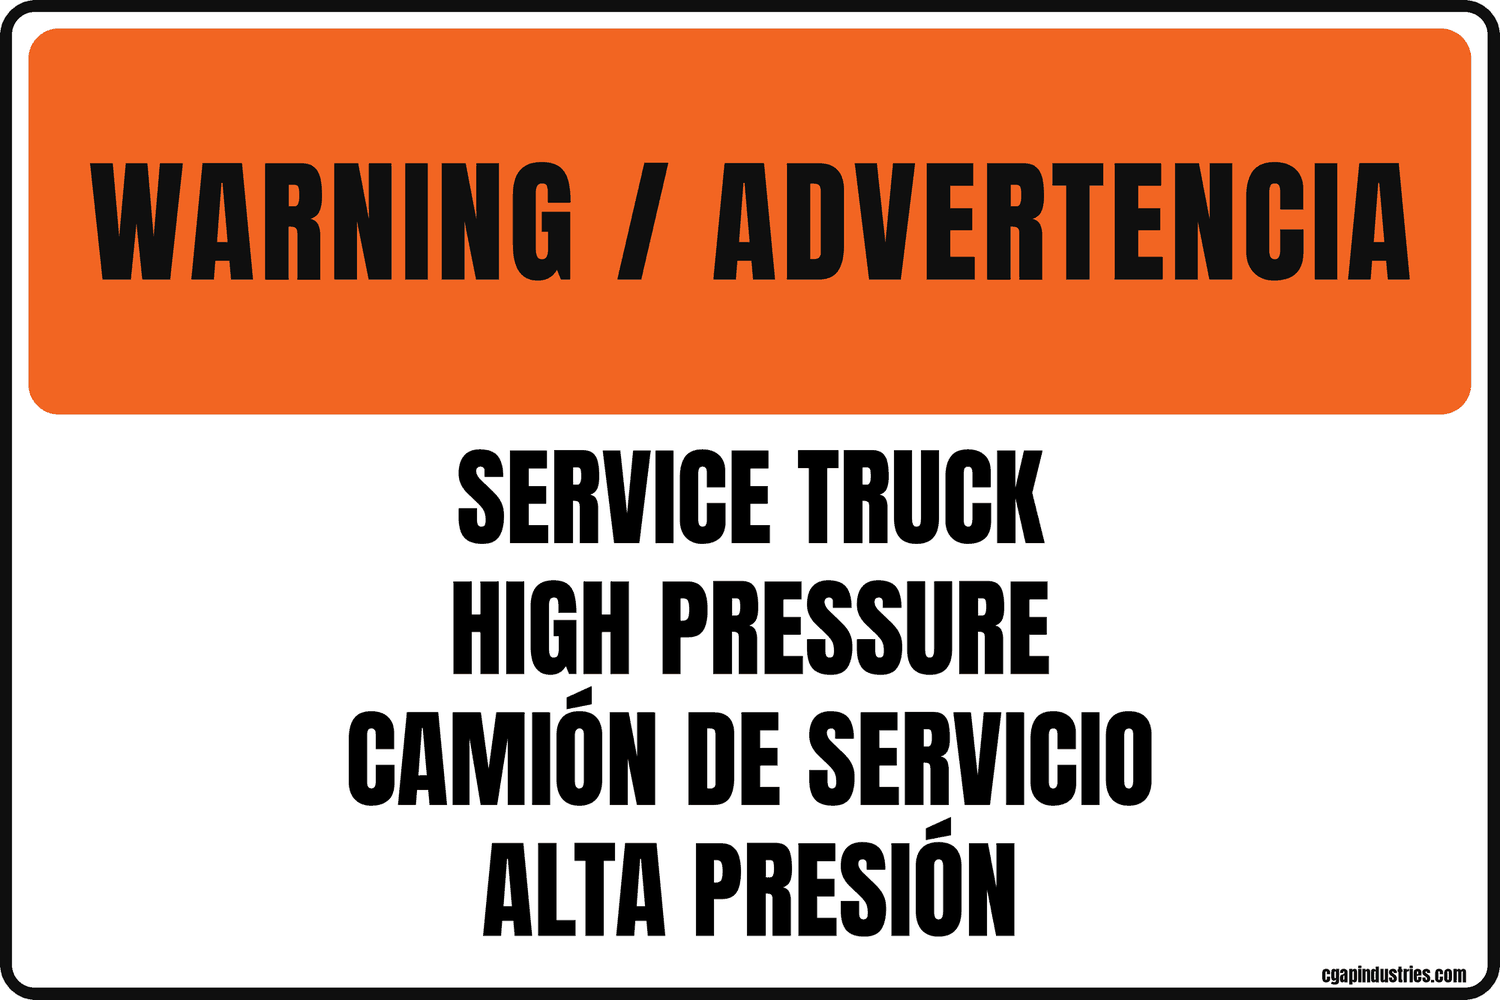 WARNING / ADVERTENCIA
SERVICE TRUCK
HIGH PRESSURE
CAMIÓN DE SERVICIO
ALTA PRESIÓN
cgapindustries.com